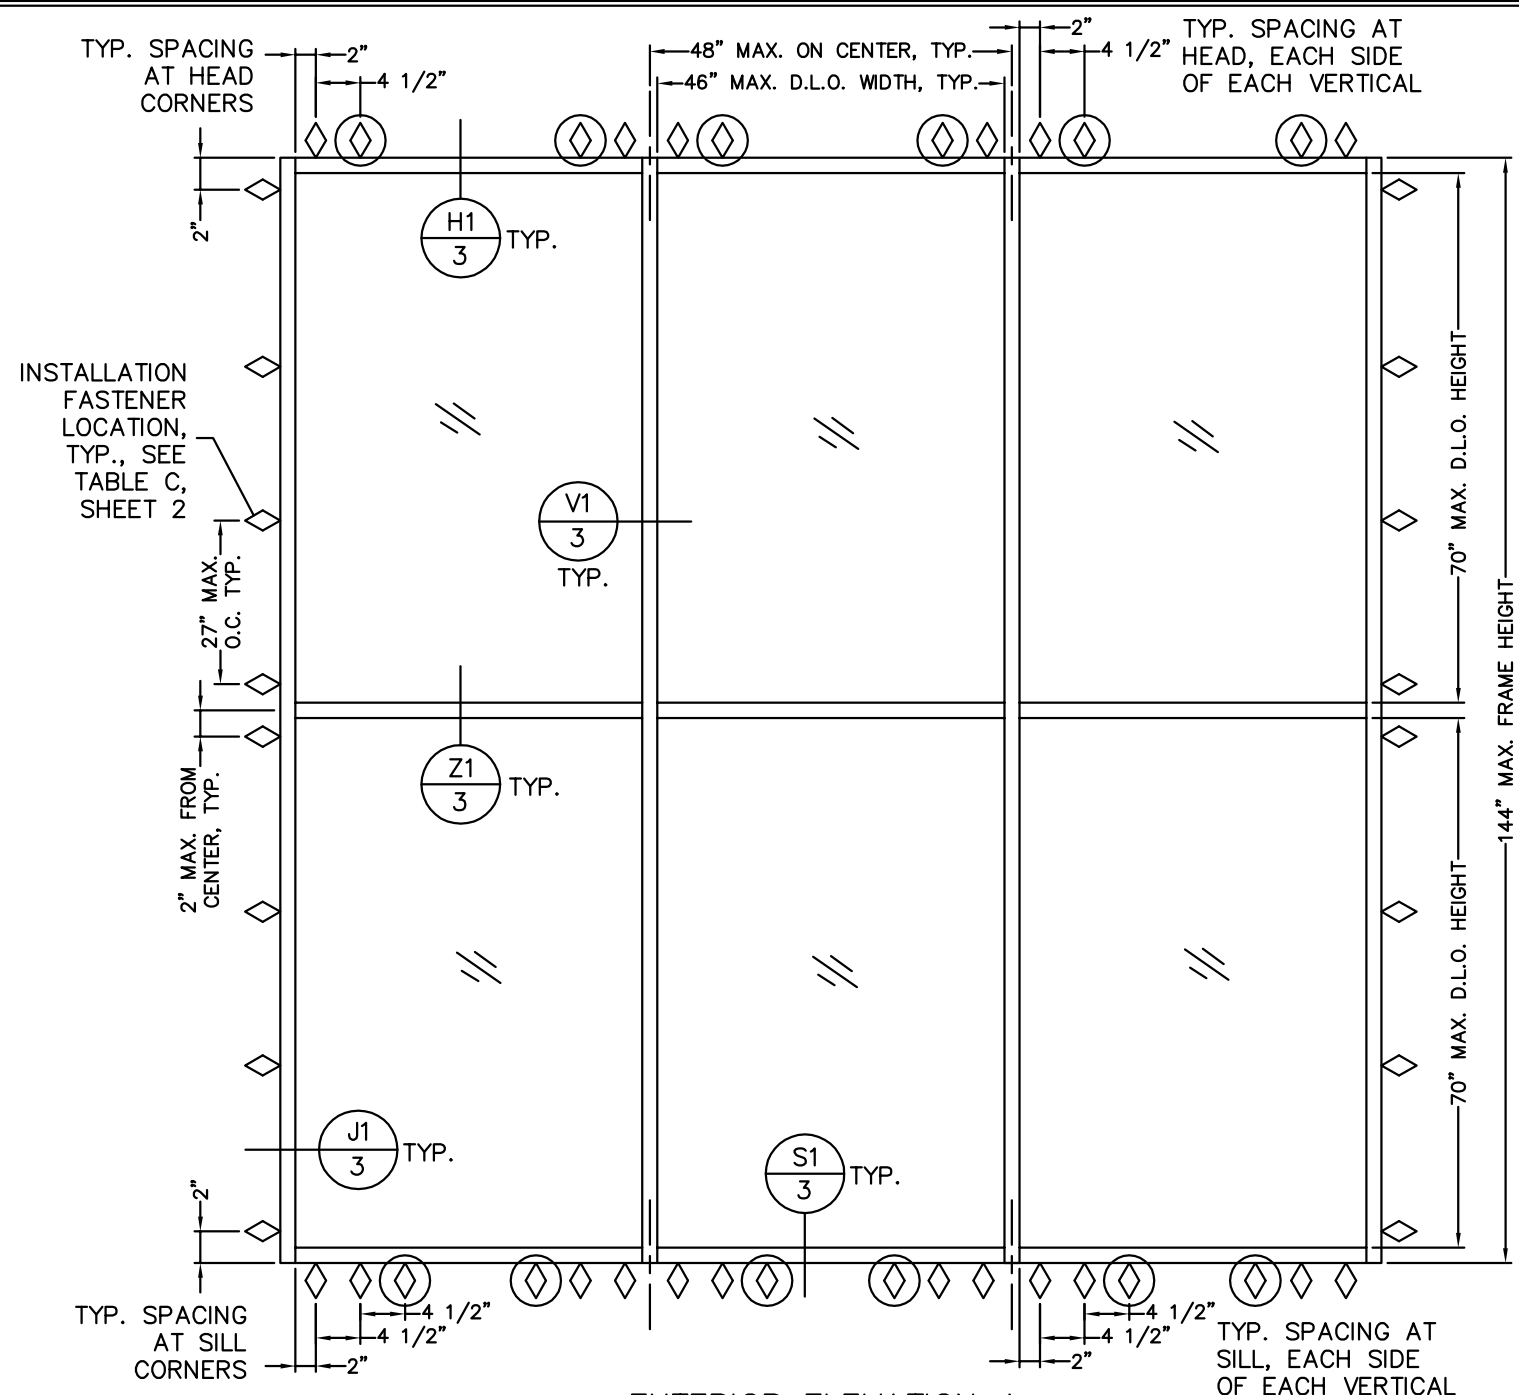 TYP. SPACING
AT HEAD
CORNERS
2"
4 1/2"
48" MAX. ON CENTER, TYP.
46" MAX. D.L.O. WIDTH, TYP.
2"
4 1/2"
TYP. SPACING AT
HEAD, EACH SIDE
OF EACH VERTICAL
2"
H1
3
TYP.
INSTALLATION
FASTENER
LOCATION,
TYP., SEE
TABLE C,
SHEET 2
V1
3
TYP.
27" MAX.
O.C. TYP.
70" MAX. D.L.O. HEIGHT
144" MAX. FRAME HEIGHT
Z1
3
TYP.
2" MAX. FROM
CENTER, TYP.
70" MAX. D.L.O. HEIGHT
J1
3
TYP.
S1
3
TYP.
2"
TYP. SPACING
AT SILL
CORNERS
4 1/2"
4 1/2"
2"
4 1/2"
4 1/2"
2"
TYP. SPACING AT
SILL, EACH SIDE
OF EACH VERTICAL
EXTERIOR ELEVATION